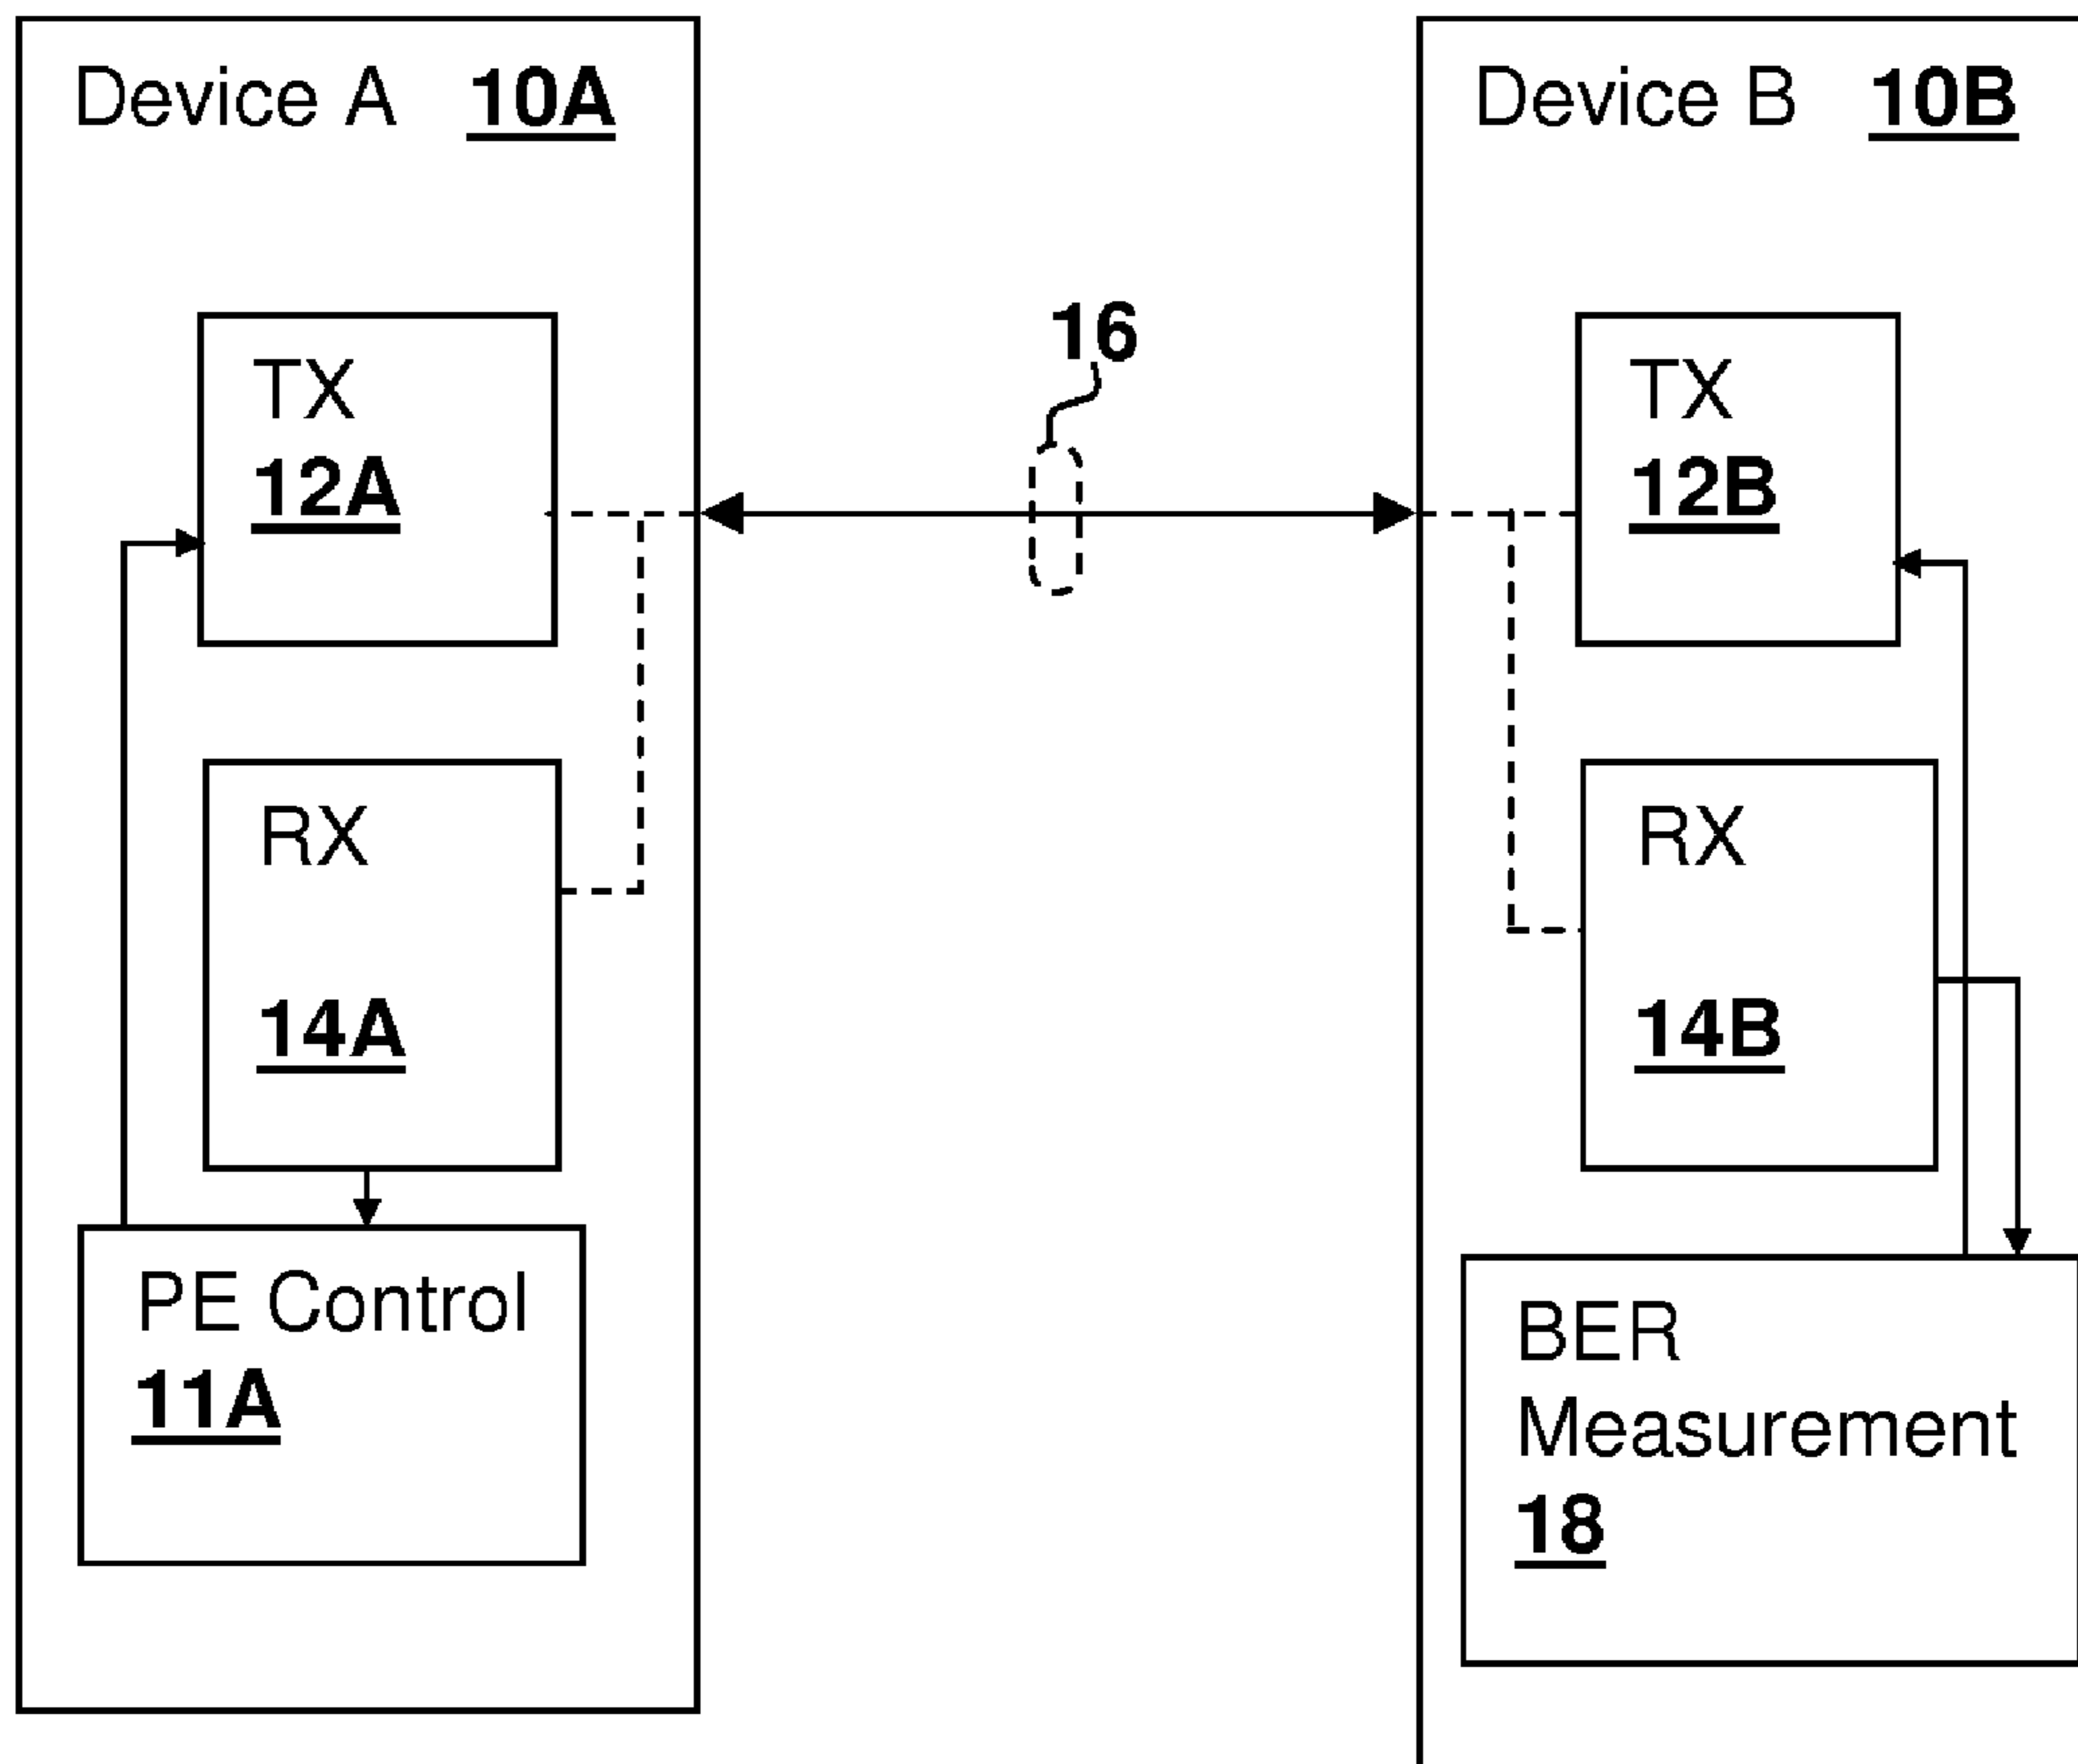 Device A 10A
TX
12A
RX
14A
PE Control
11A
16
Device B 10B
TX
12B
RX
14B
BER
Measurement
18